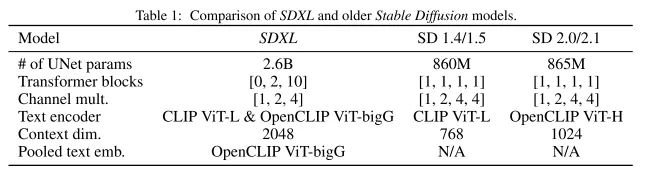 Table 1: Comparison of SDXL and older Stable Diffusion models.
Model SDXL SD 1.4/1.5 SD 2.0/2.1
# of UNet params 2.6B 860M 865M
Transformer blocks [0, 2, 10] [1, 1, 1, 1] [1, 1, 1, 1]
Channel mult. [1, 2, 4] [1, 2, 4, 4] [1, 2, 4, 4]
Text encoder CLIP ViT-L & OpenCLIP ViT-bigG CLIP ViT-L OpenCLIP ViT-H
Context dim. 2048 768 1024
Pooled text emb. OpenCLIP ViT-bigG N/A N/A